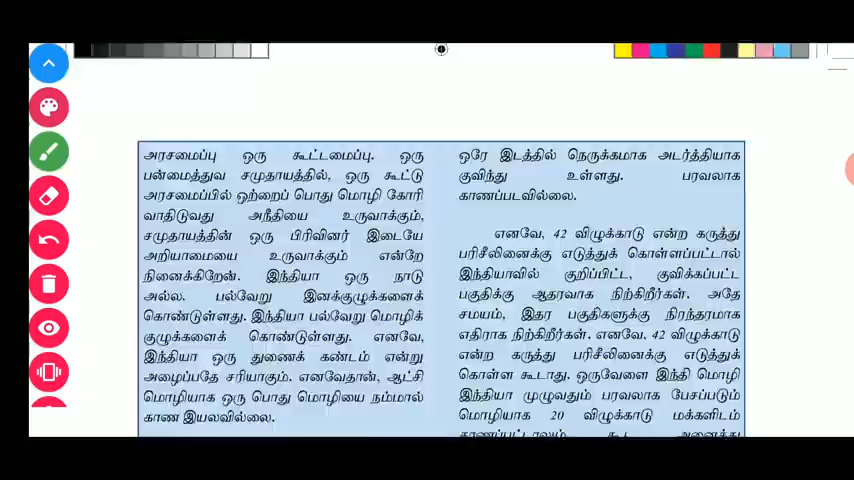 அரசமைப்பு ஒரு கூட்டமைப்பு. ஒரு
பன்மைத்துவ சமுதாயத்தில், ஒரு கூட்டு
அரசமைப்பில் ஒற்றைப் பொது மொழி கோரி
வாதிடுவது அநீதியை உருவாக்கும்,
சமுதாயத்தின் ஒரு பிரிவினர் இடையே
அறியாமையை உருவாக்கும் என்றே
நினைக்கிறேன். இந்தியா ஒரு நாடு
அல்ல. பல்வேறு இனக்குழுக்களைக்
கொண்டுள்ளது. இந்தியா பல்வேறு மொழிக்
குழுக்களைக் கொண்டுள்ளது. எனவே,
இந்தியா ஒரு துணைக் கண்டம் என்று
அழைப்பதே சரியாகும். எனவேதான், ஆட்சி
மொழியாக ஒரு பொது மொழியை நம்மால்
காண இயலவில்லை.
ஒரே இடத்தில் நெருக்கமாக அடர்த்தியாக
குவிந்து உள்ளது. பரவலாக
காணப்படவில்லை.
எனவே, 42 விழுக்காடு என்ற கருத்து
பரிசீலினைக்கு எடுத்துக் கொள்ளப்பட்டால்
இந்தியாவில் குறிப்பிட்ட, குவிக்கப்பட்ட
பகுதிக்கு ஆதரவாக நிற்கிறீர்கள். அதே
சமயம், இதர பகுதிகளுக்கு நிரந்தரமாக
எதிராக நிற்கிறீர்கள். எனவே, 42 விழுக்காடு
என்ற கருத்து பரிசீலினைக்கு எடுத்துக்
கொள்ள கூடாது. ஒருவேளை இந்தி மொழி
இந்தியா முழுவதும் பரவலாக பேசப்படும்
மொழியாக 20 விழுக்காடு மக்களிடம்